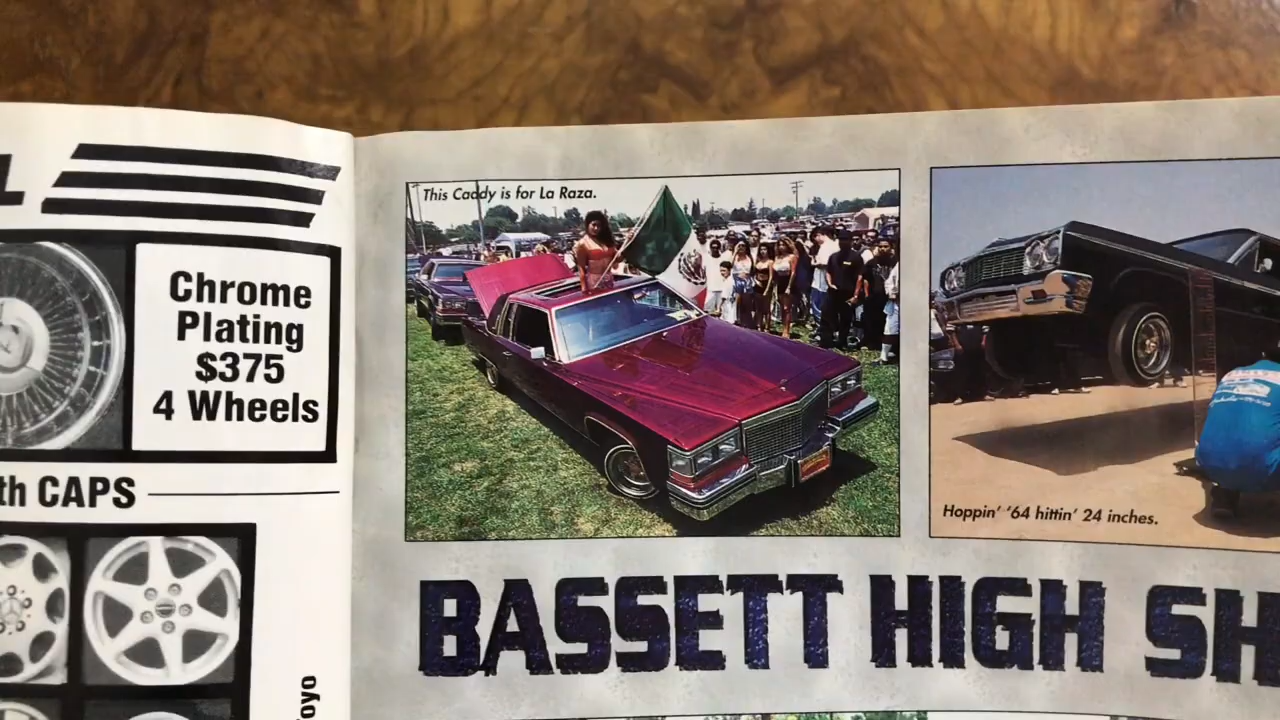 L
Chrome
Plating
$375
4 Wheels
th CAPS
oyo
This Caddy is for La Raza.
Hoppin' '64 hittin' 24 inches.
BASSETT HIGH SH